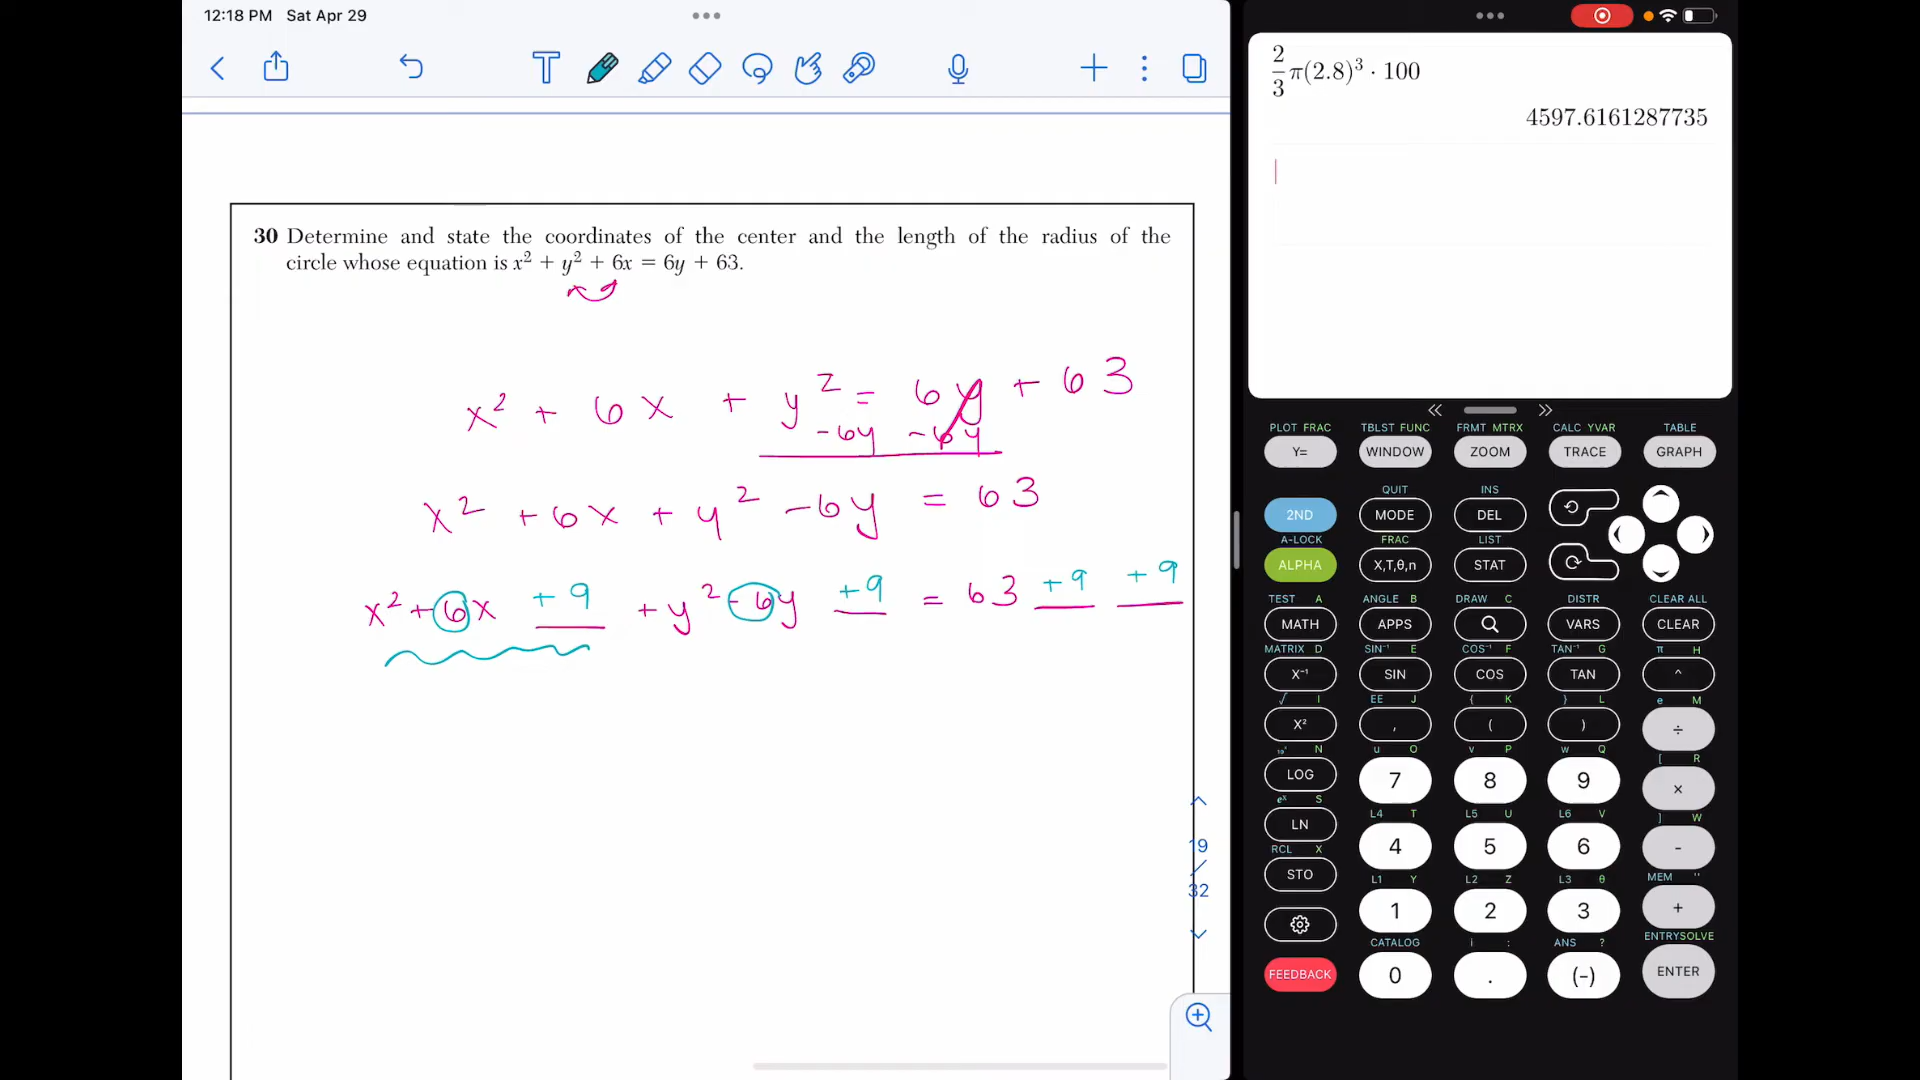 12:18 PM Sat Apr 29
T
30 Determine and state the coordinates of the center and the length of the radius of the
circle whose equation is x² + y² + 6x = 6y + 63.
x² + 6x + y² = 6y + 63
-6y -6y
x² + 6x + y² - 6y = 63
x² + 6x + 9 + y² - 6y + 9 = 63 + 9 + 9
19
32
2/3 π(2.8)³ · 100
4597.6161287735
PLOT FRAC TBLST FUNC FRMT MTRX CALC YVAR TABLE
Y= WINDOW ZOOM TRACE GRAPH
QUIT INS
2ND MODE DEL
A-LOCK FRAC LIST
ALPHA X,T,θ,n STAT
TEST A ANGLE B DRAW C DISTR CLEAR ALL
MATH APPS VARS CLEAR
MATRIX D SIN⁻¹ E COS⁻¹ F TAN⁻¹ G π H
X⁻¹ SIN COS TAN ^
√ I EE J { K } L e M
X² , ( ) ÷
N u O v P w Q [ R
LOG 7 8 9 ×
eˣ S L4 T L5 U L6 V ] W
LN 4 5 6 -
RCL X L1 Y L2 Z L3 θ MEM "
STO 1 2 3 +
CATALOG i : ANS ? ENTRY SOLVE
FEEDBACK 0 . (-) ENTER